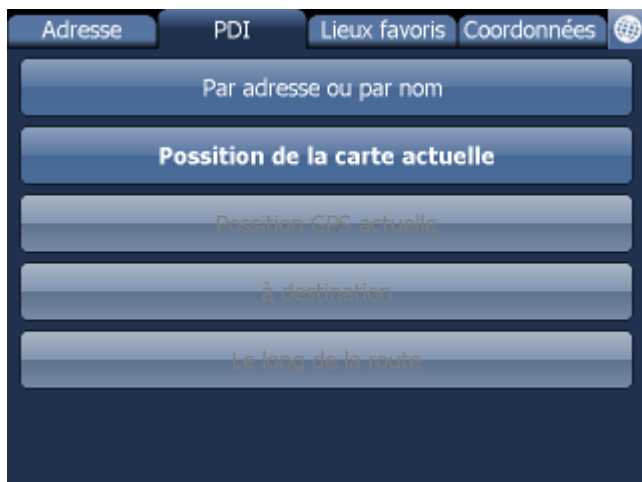 Adresse PDI Lieux favoris Coordonnées
Par adresse ou par nom
Possition de la carte actuelle
Possition GPS actuelle
à destination
Le long de la route